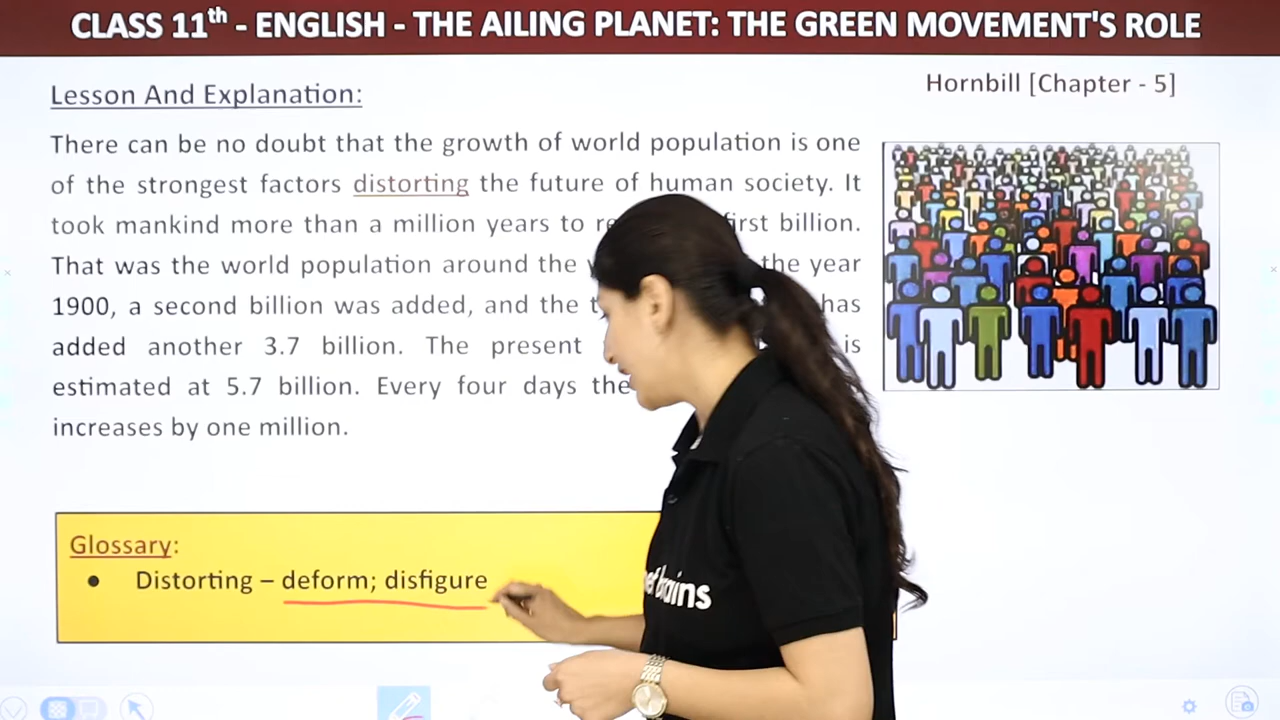 CLASS 11th - ENGLISH - THE AILING PLANET: THE GREEN MOVEMENT'S ROLE
Hornbill [Chapter - 5]
Lesson And Explanation:
There can be no doubt that the growth of world population is one
of the strongest factors distorting the future of human society. It
took mankind more than a million years to first billion.
That was the world population around the the year
1900, a second billion was added, and the has
added another 3.7 billion. The present is
estimated at 5.7 billion. Every four days the
increases by one million.
Glossary:
• Distorting – deform; disfigure
brains